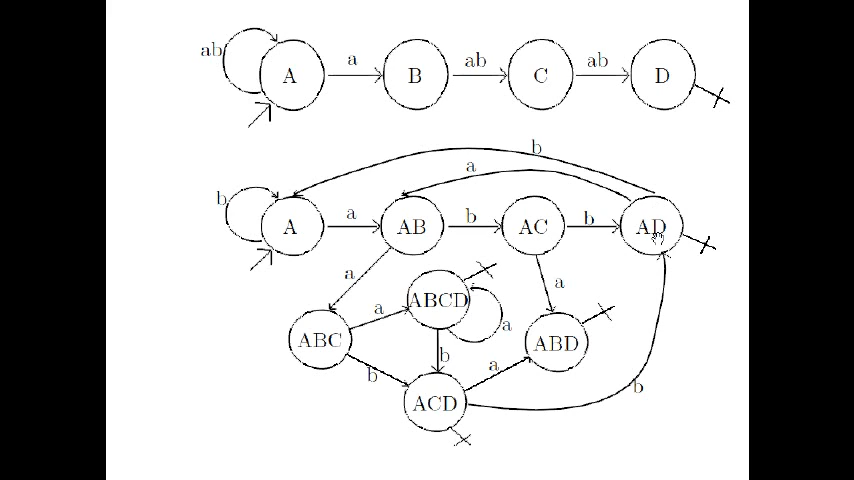 ab A a B ab C ab D
b
a
b A a AB b AC b AD
a ABCD a
a a
ABC ABD
b b a
ACD b